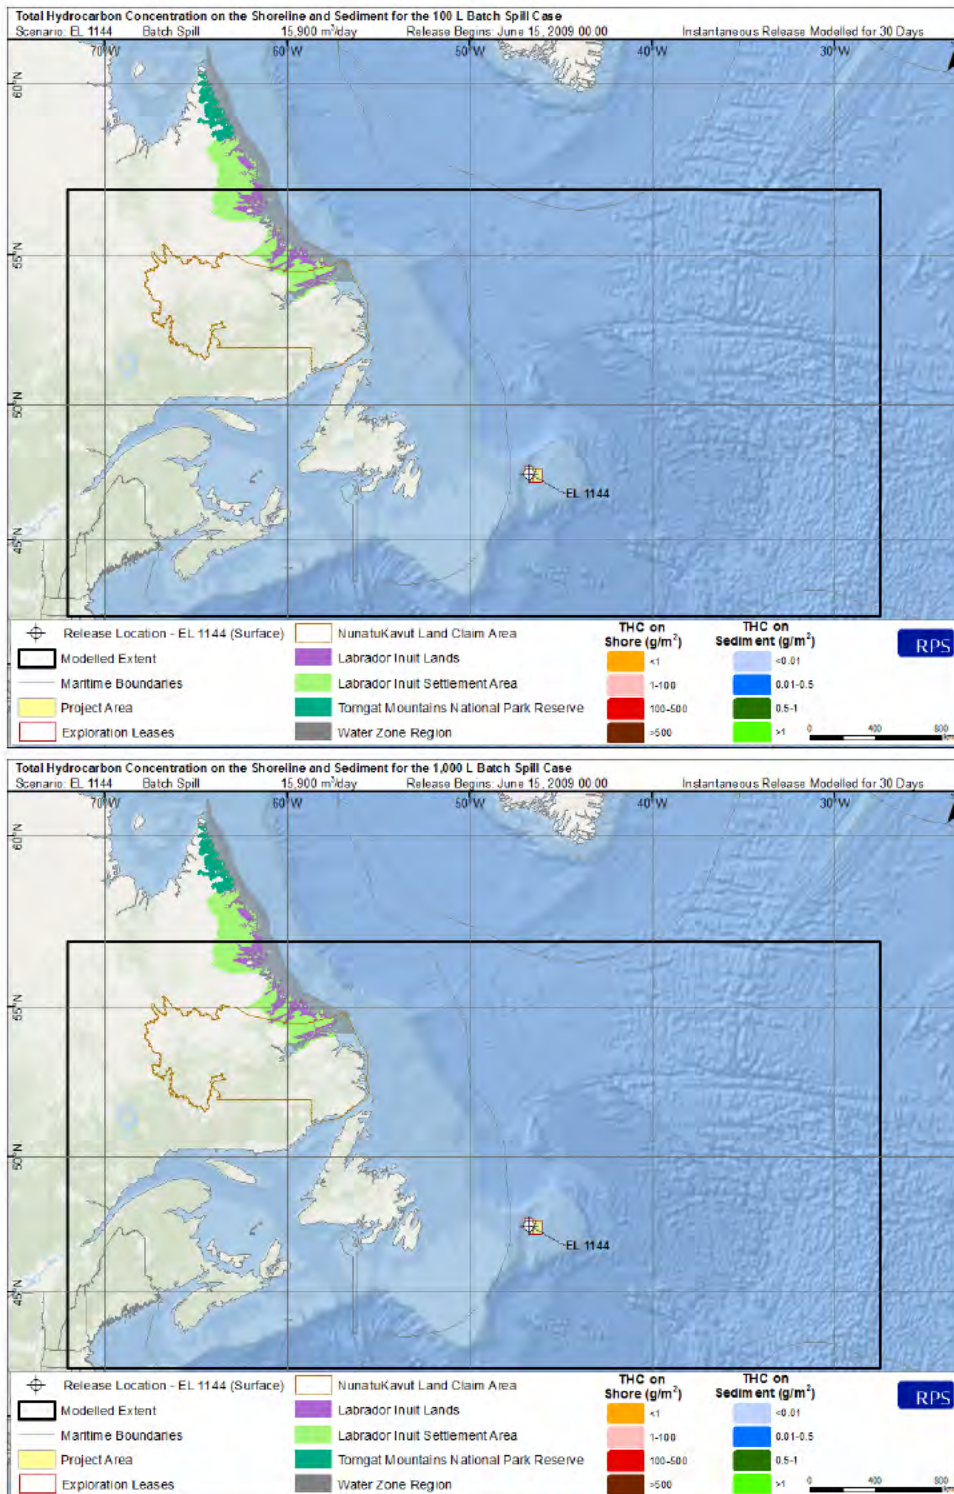 Total Hydrocarbon Concentration on the Shoreline and Sediment for the 100 L Batch Spill Case
Scenario: EL 1144 Batch Spill 15,900 m³/day Release Begins: June 15, 2009 00:00 Instantaneous Release Modelled for 30 Days
70°W 60°W 50°W 40°W 30°W
60°N
55°N
50°N
45°N
EL 1144
Release Location - EL 1144 (Surface)
Modelled Extent
Maritime Boundaries
Project Area
Exploration Leases
NunatuKavut Land Claim Area
Labrador Inuit Lands
Labrador Inuit Settlement Area
Torngat Mountains National Park Reserve
Water Zone Region
THC on
Shore (g/m²)
<1
1-100
100-500
>500
THC on
Sediment (g/m²)
<0.01
0.01-0.5
0.5-1
>1
RPS
0 400 800
km
Total Hydrocarbon Concentration on the Shoreline and Sediment for the 1,000 L Batch Spill Case
Scenario: EL 1144 Batch Spill 15,900 m³/day Release Begins: June 15, 2009 00:00 Instantaneous Release Modelled for 30 Days
70°W 60°W 50°W 40°W 30°W
60°N
55°N
50°N
45°N
EL 1144
Release Location - EL 1144 (Surface)
Modelled Extent
Maritime Boundaries
Project Area
Exploration Leases
NunatuKavut Land Claim Area
Labrador Inuit Lands
Labrador Inuit Settlement Area
Torngat Mountains National Park Reserve
Water Zone Region
THC on
Shore (g/m²)
<1
1-100
100-500
>500
THC on
Sediment (g/m²)
<0.01
0.01-0.5
0.5-1
>1
RPS
0 400 800
km